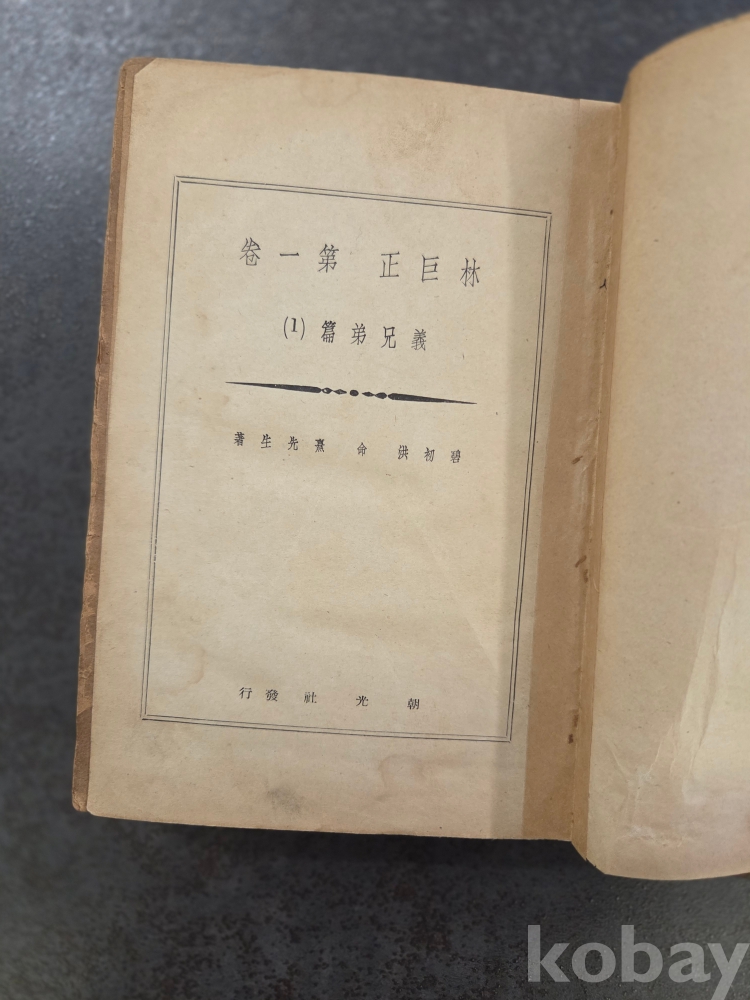 林巨正 第一卷
義兄弟篇 (1)
碧初 洪命熹先生著
朝光社發行
kobay